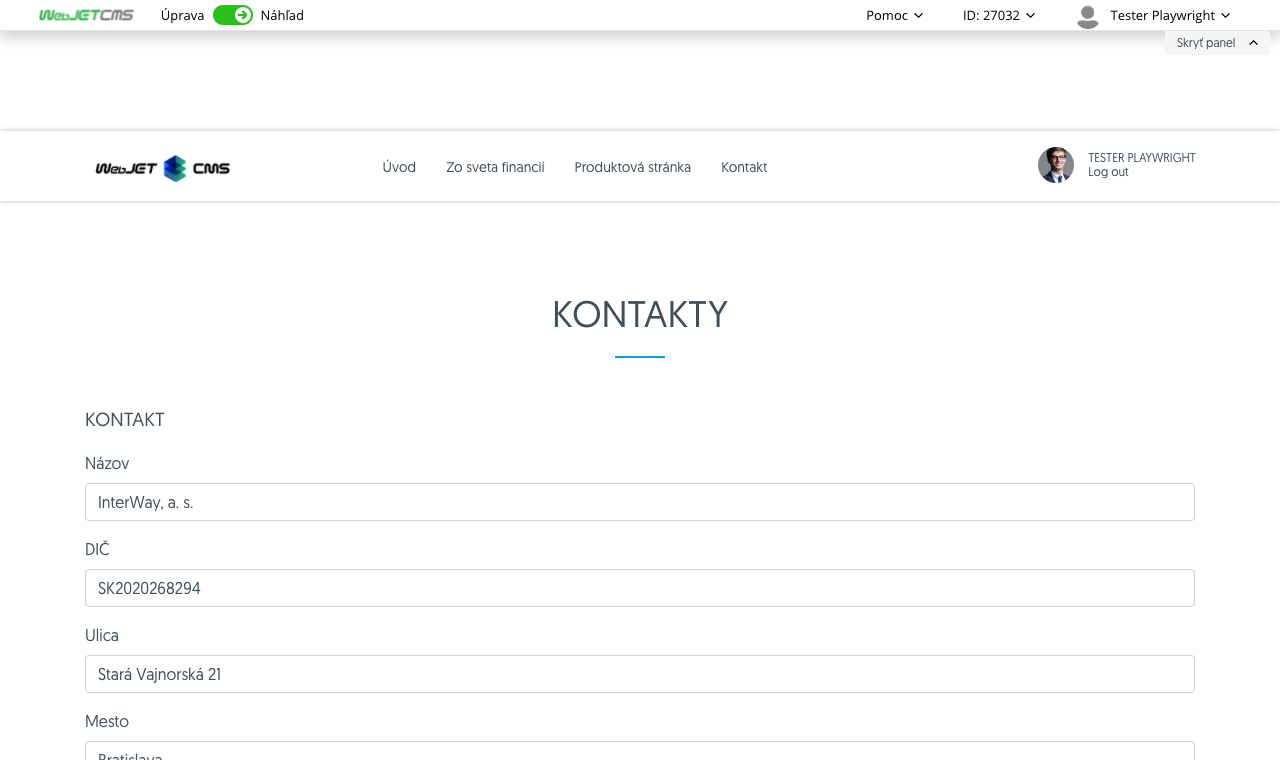 WebJETCMS Úprava Náhľad Pomoc ID: 27032 Tester Playwright
Skryť panel
WebJET CMS Úvod Zo sveta financií Produktová stránka Kontakt TESTER PLAYWRIGHT
Log out
KONTAKTY
KONTAKT
Názov
InterWay, a. s.
DIČ
SK2020268294
Ulica
Stará Vajnorská 21
Mesto
Bratislava